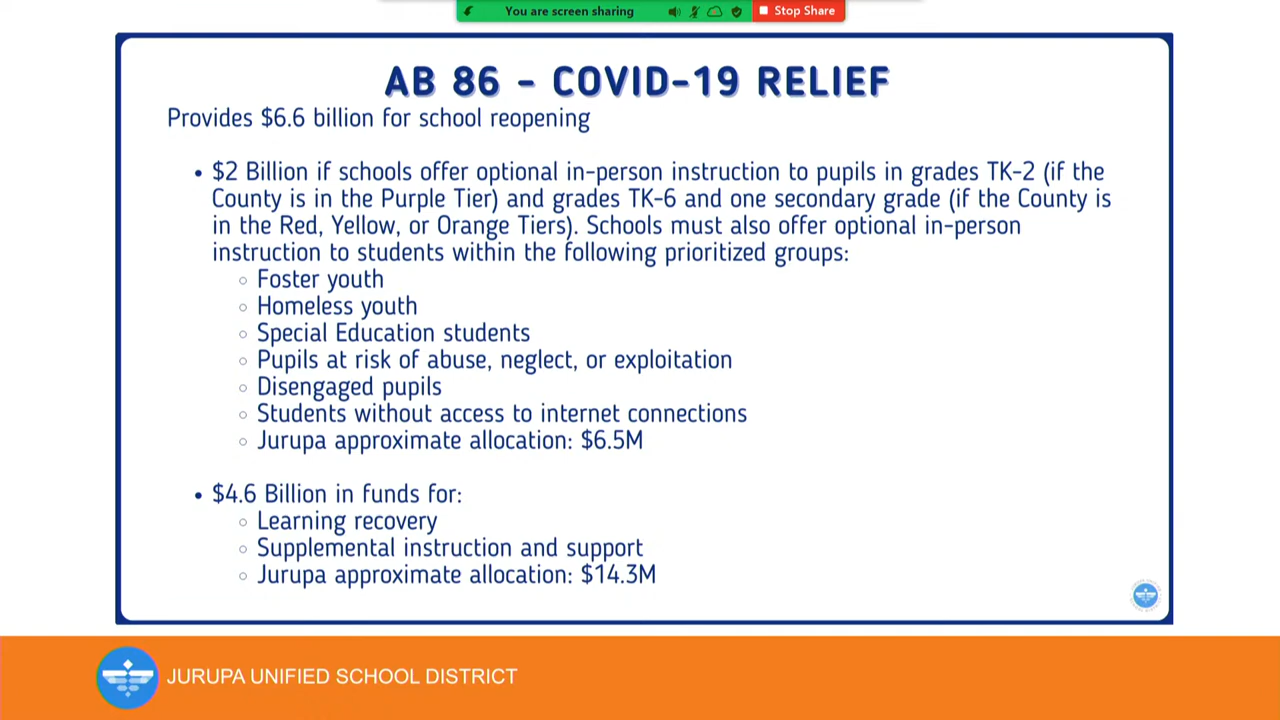 You are screen sharing
Stop Share
AB 86 - COVID-19 RELIEF
Provides $6.6 billion for school reopening
• $2 Billion if schools offer optional in-person instruction to pupils in grades TK-2 (if the
County is in the Purple Tier) and grades TK-6 and one secondary grade (if the County is
in the Red, Yellow, or Orange Tiers). Schools must also offer optional in-person
instruction to students within the following prioritized groups:
◦ Foster youth
◦ Homeless youth
◦ Special Education students
◦ Pupils at risk of abuse, neglect, or exploitation
◦ Disengaged pupils
◦ Students without access to internet connections
◦ Jurupa approximate allocation: $6.5M
• $4.6 Billion in funds for:
◦ Learning recovery
◦ Supplemental instruction and support
◦ Jurupa approximate allocation: $14.3M
JURUPA UNIFIED SCHOOL DISTRICT